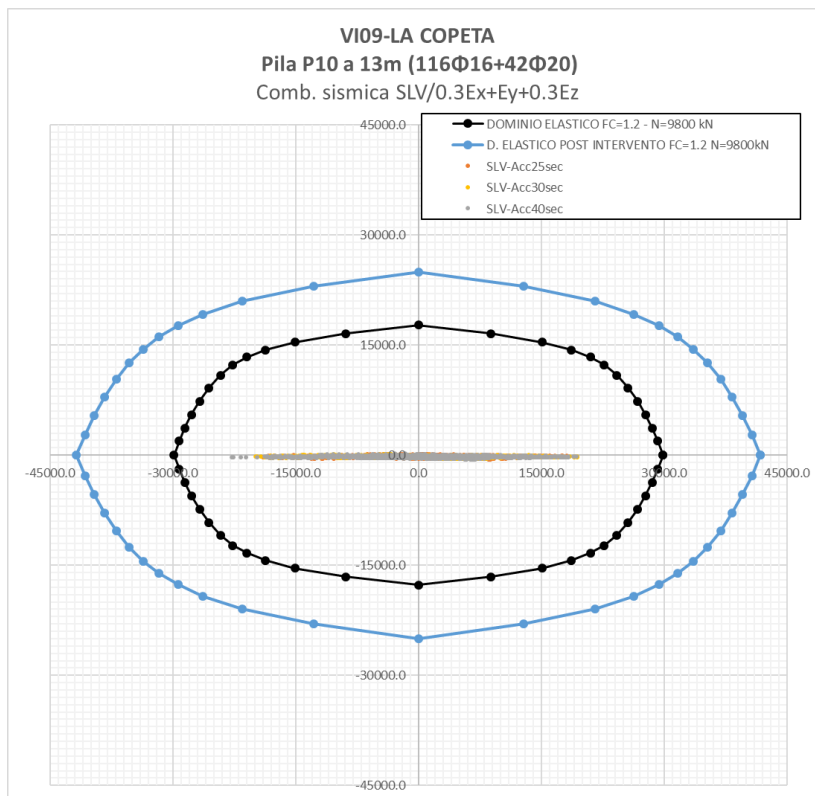 VI09-LA COPETA
Pila P10 a 13m (116Φ16+42Φ20)
Comb. sismica SLV/0.3Ex+Ey+0.3Ez
45000.0
DOMINIO ELASTICO FC=1.2 - N=9800 kN
D. ELASTICO POST INTERVENTO FC=1.2 N=9800kN
SLV-Acc25sec
SLV-Acc30sec
SLV-Acc40sec
30000.0
15000.0
0,0
-45000.0 -30000.0 -15000.0 0.0 15000.0 30000.0 45000.0
-15000.0
-30000.0
-45000.0